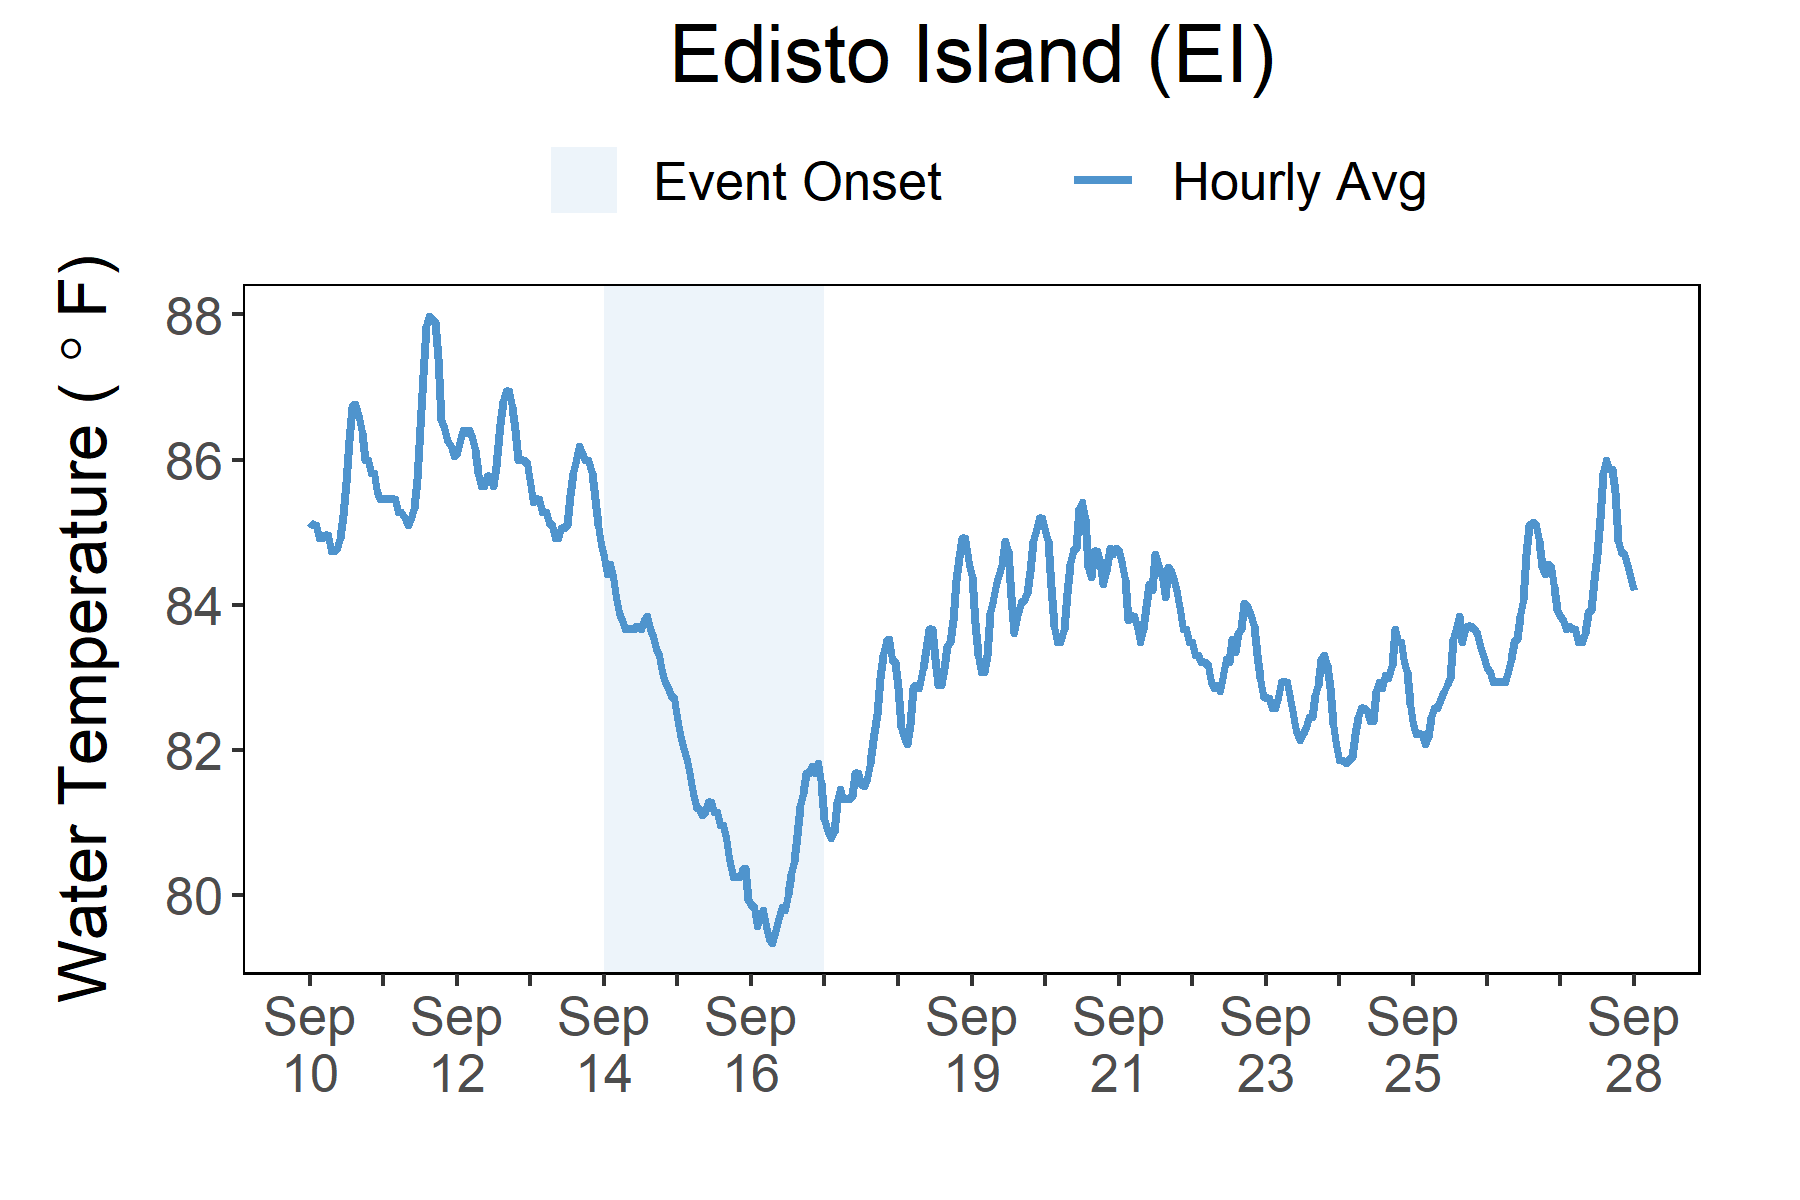 Edisto Island (EI)
Event Onset
Hourly Avg
Water Temperature ( ° F)
88
86
84
82
80
Sep 10
Sep 12
Sep 14
Sep 16
Sep 19
Sep 21
Sep 23
Sep 25
Sep 28